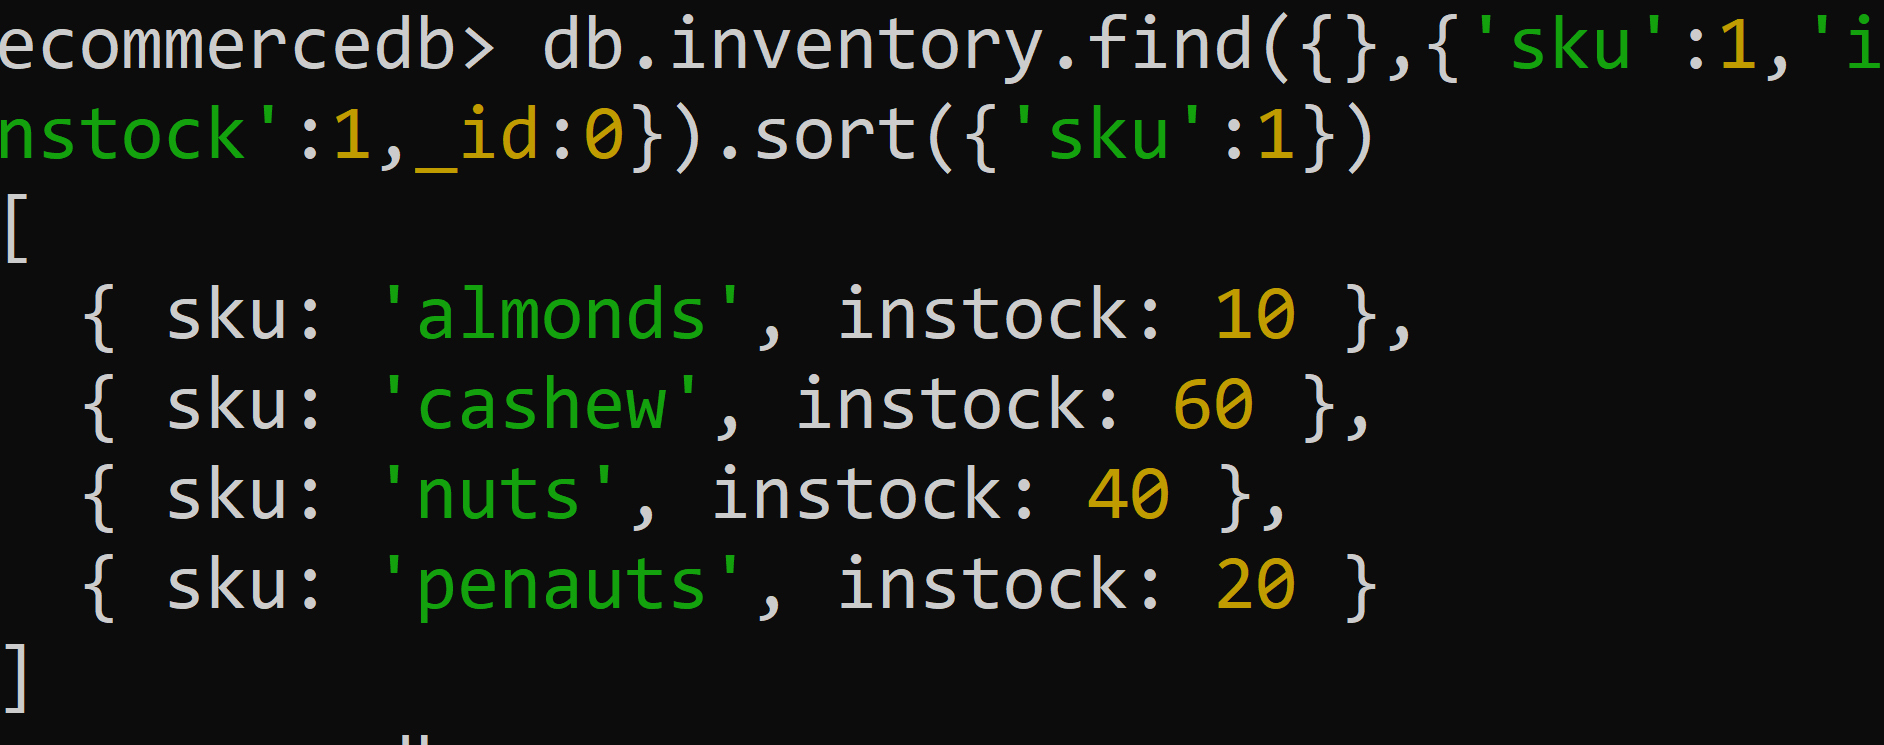 ecommercedb> db.inventory.find({},{'sku':1,'i
nstock':1,_id:0}).sort({'sku':1})
[
  { sku: 'almonds', instock: 10 },
  { sku: 'cashew', instock: 60 },
  { sku: 'nuts', instock: 40 },
  { sku: 'penauts', instock: 20 }
]